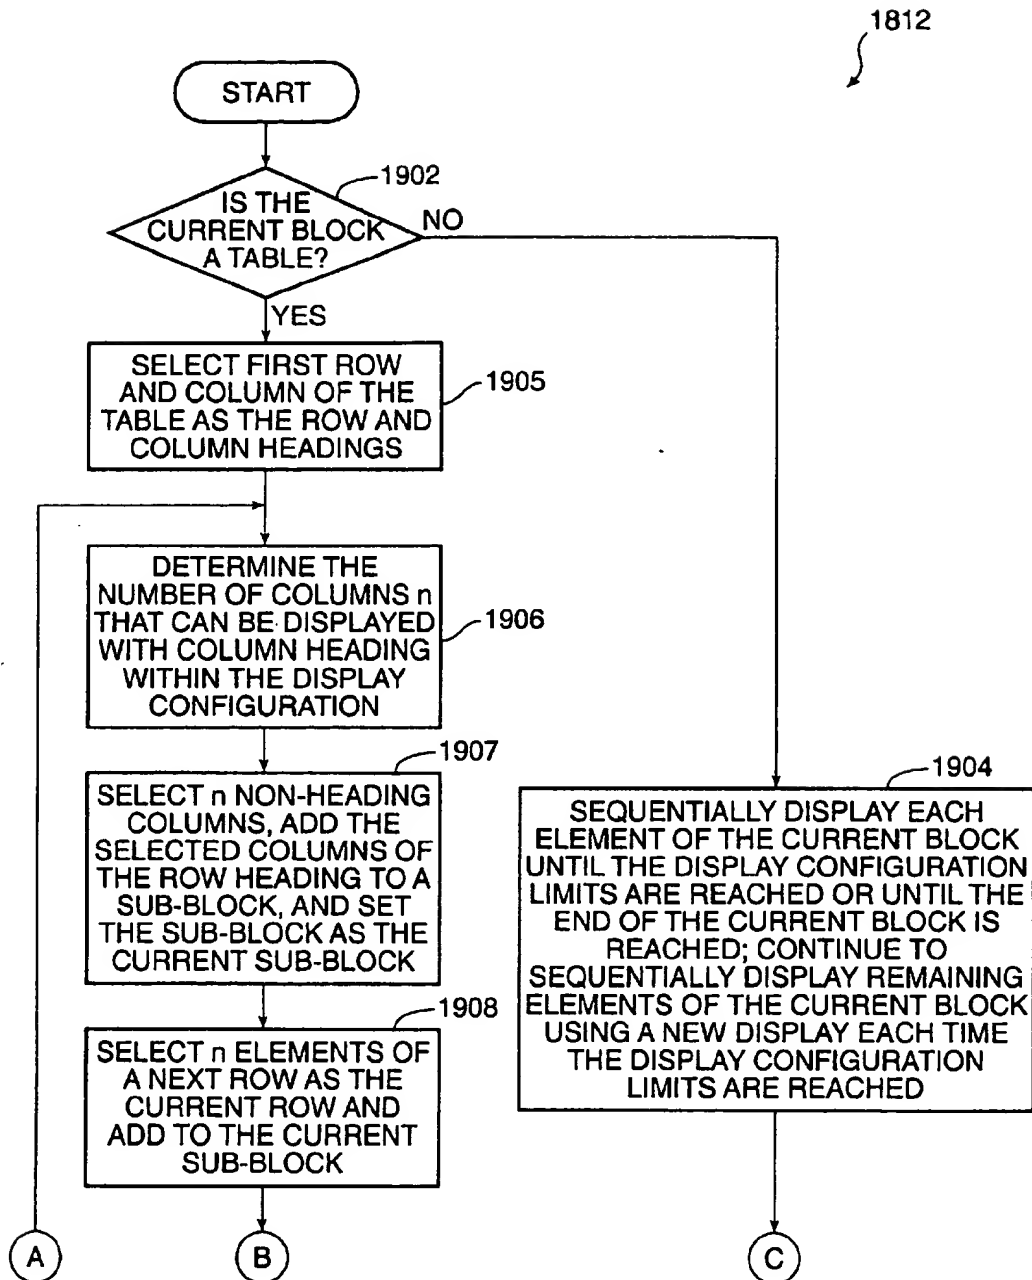 1812
START
1902
IS THE
CURRENT BLOCK
A TABLE?
NO
YES
SELECT FIRST ROW
AND COLUMN OF THE
TABLE AS THE ROW AND
COLUMN HEADINGS
1905
DETERMINE THE
NUMBER OF COLUMNS n
THAT CAN BE DISPLAYED
WITH COLUMN HEADING
WITHIN THE DISPLAY
CONFIGURATION
1906
1907
SELECT n NON-HEADING
COLUMNS, ADD THE
SELECTED COLUMNS OF
THE ROW HEADING TO A
SUB-BLOCK, AND SET
THE SUB-BLOCK AS THE
CURRENT SUB-BLOCK
1904
SEQUENTIALLY DISPLAY EACH
ELEMENT OF THE CURRENT BLOCK
UNTIL THE DISPLAY CONFIGURATION
LIMITS ARE REACHED OR UNTIL THE
END OF THE CURRENT BLOCK IS
REACHED; CONTINUE TO
SEQUENTIALLY DISPLAY REMAINING
ELEMENTS OF THE CURRENT BLOCK
USING A NEW DISPLAY EACH TIME
THE DISPLAY CONFIGURATION
LIMITS ARE REACHED
1908
SELECT n ELEMENTS OF
A NEXT ROW AS THE
CURRENT ROW AND
ADD TO THE CURRENT
SUB-BLOCK
A
B
C